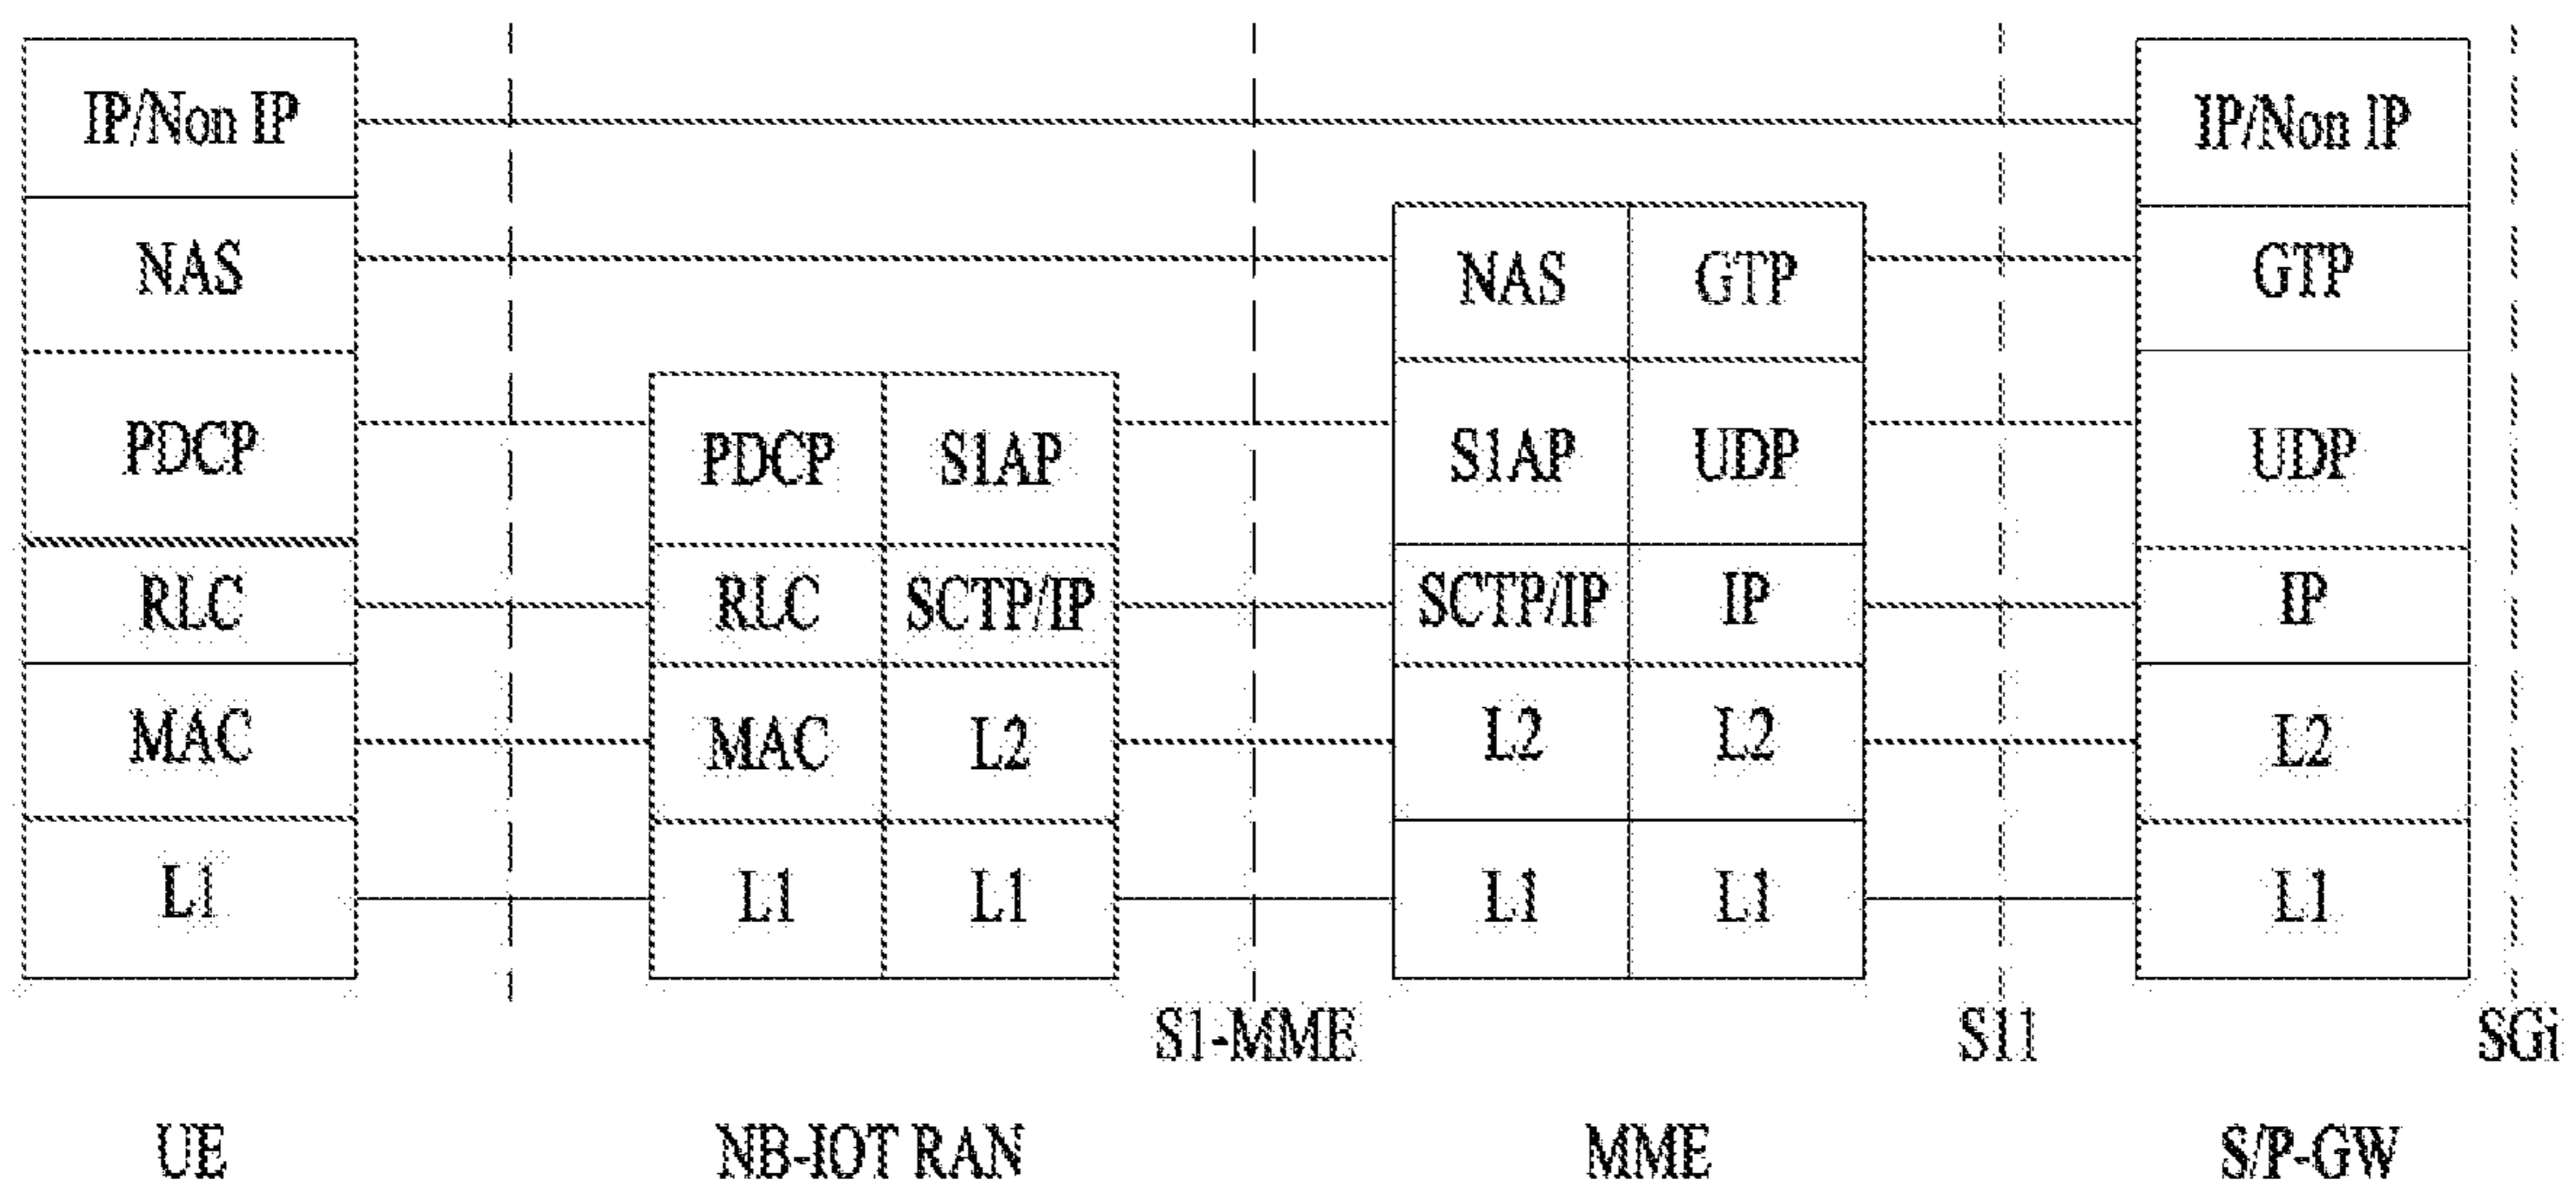 IP/Non IP
IP/Non IP
NAS
NAS
GTP
GTP
PDCP
PDCP
S1AP
S1AP
UDP
UDP
RLC
RLC
SCTP/IP
SCTP/IP
IP
IP
MAC
MAC
L2
L2
L2
L2
L1
L1
L1
L1
L1
L1
S1-MME
S11
SGi
UE
NB-IOT RAN
MME
S/P-GW